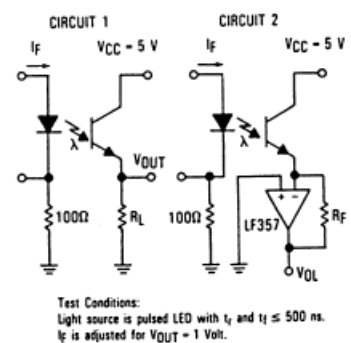 CIRCUIT 1
CIRCUIT 2
IF
VCC = 5 V
IF
VCC = 5 V
λ
λ
VOUT
100Ω
RL
100Ω
+ -
LF357
RF
VOL
Test Conditions:
Light source is pulsed LED with tr and tf ≤ 500 ns.
IF is adjusted for VOUT = 1 Volt.